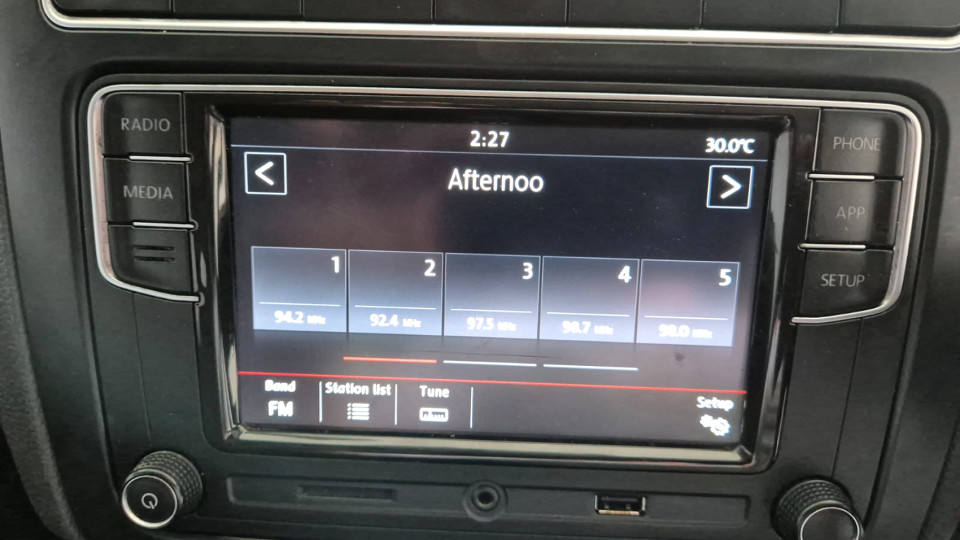 RADIO
MEDIA
PHONE
APP
SETUP
2:27
30.0°C
<
Afternoo
>
1
2
3
4
5
94.2 MHz
92.4 MHz
97.5 MHz
98.7 MHz
98.0 MHz
Band
FM
Station list
Tune
Setup